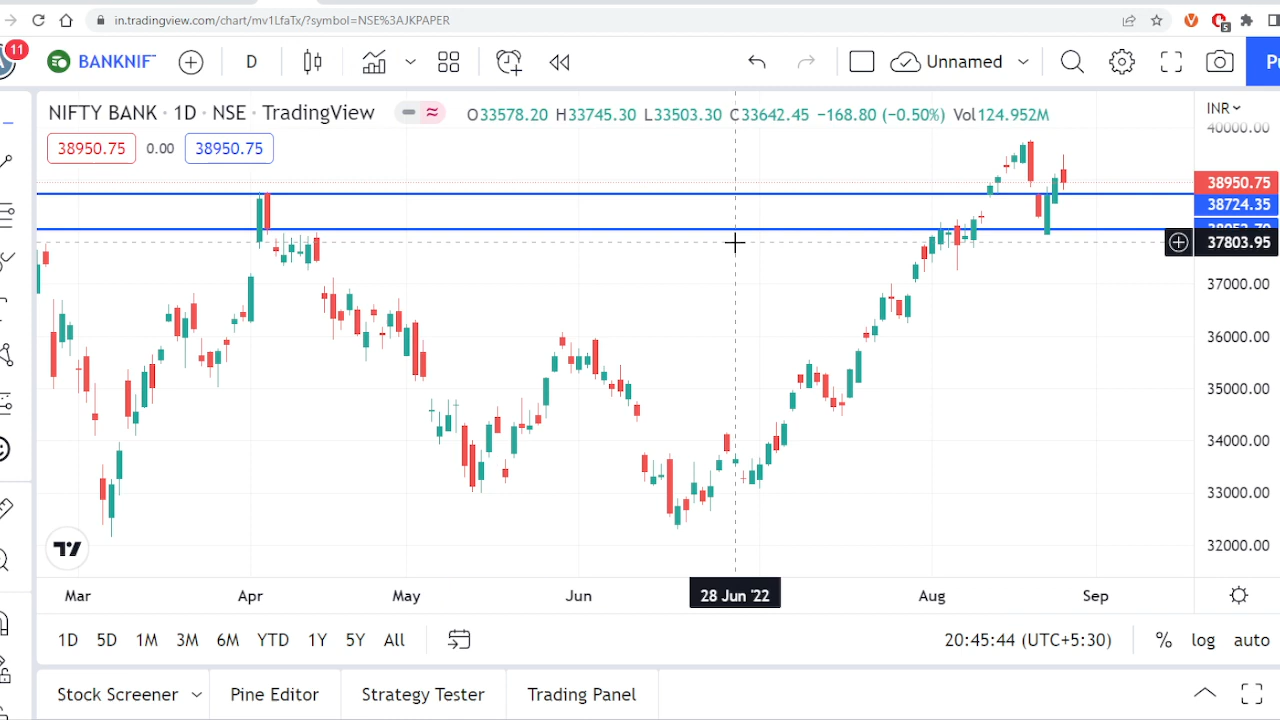 in.tradingview.com/chart/mv1LfaTx/?symbol=NSE%3AJKPAPER
5
11
BANKNIFT
D
Unnamed
NIFTY BANK · 1D · NSE · TradingView
O33578.20 H33745.30 L33503.30 C33642.45 −168.80 (−0.50%) Vol124.952M
INR
40000.00
38950.75 0.00 38950.75
38950.75
38724.35
37803.95
37000.00
36000.00
35000.00
34000.00
33000.00
32000.00
Mar Apr May Jun 28 Jun '22 Aug Sep
1D 5D 1M 3M 6M YTD 1Y 5Y All
20:45:44 (UTC+5:30) % log auto
Stock Screener Pine Editor Strategy Tester Trading Panel